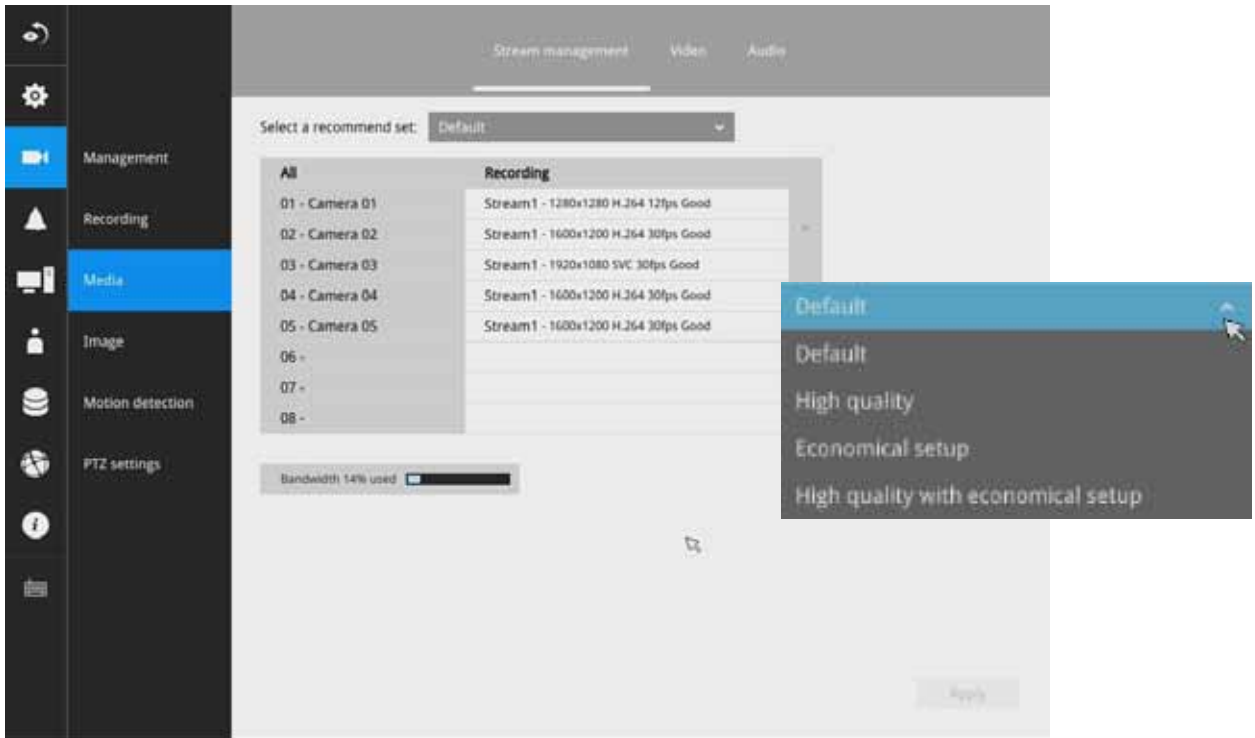 Stream management Video Audio
Select a recommend set: Default
Management
Recording
Media
Image
Motion detection
PTZ settings
All Recording
01 - Camera 01 Stream1 - 1280x1280 H.264 12fps Good
02 - Camera 02 Stream1 - 1600x1200 H.264 30fps Good
03 - Camera 03 Stream1 - 1920x1080 SVC 30fps Good
04 - Camera 04 Stream1 - 1600x1200 H.264 30fps Good
05 - Camera 05 Stream1 - 1600x1200 H.264 30fps Good
06 -
07 -
08 -
Bandwidth 14% used
Default
Default
High quality
Economical setup
High quality with economical setup
Apply